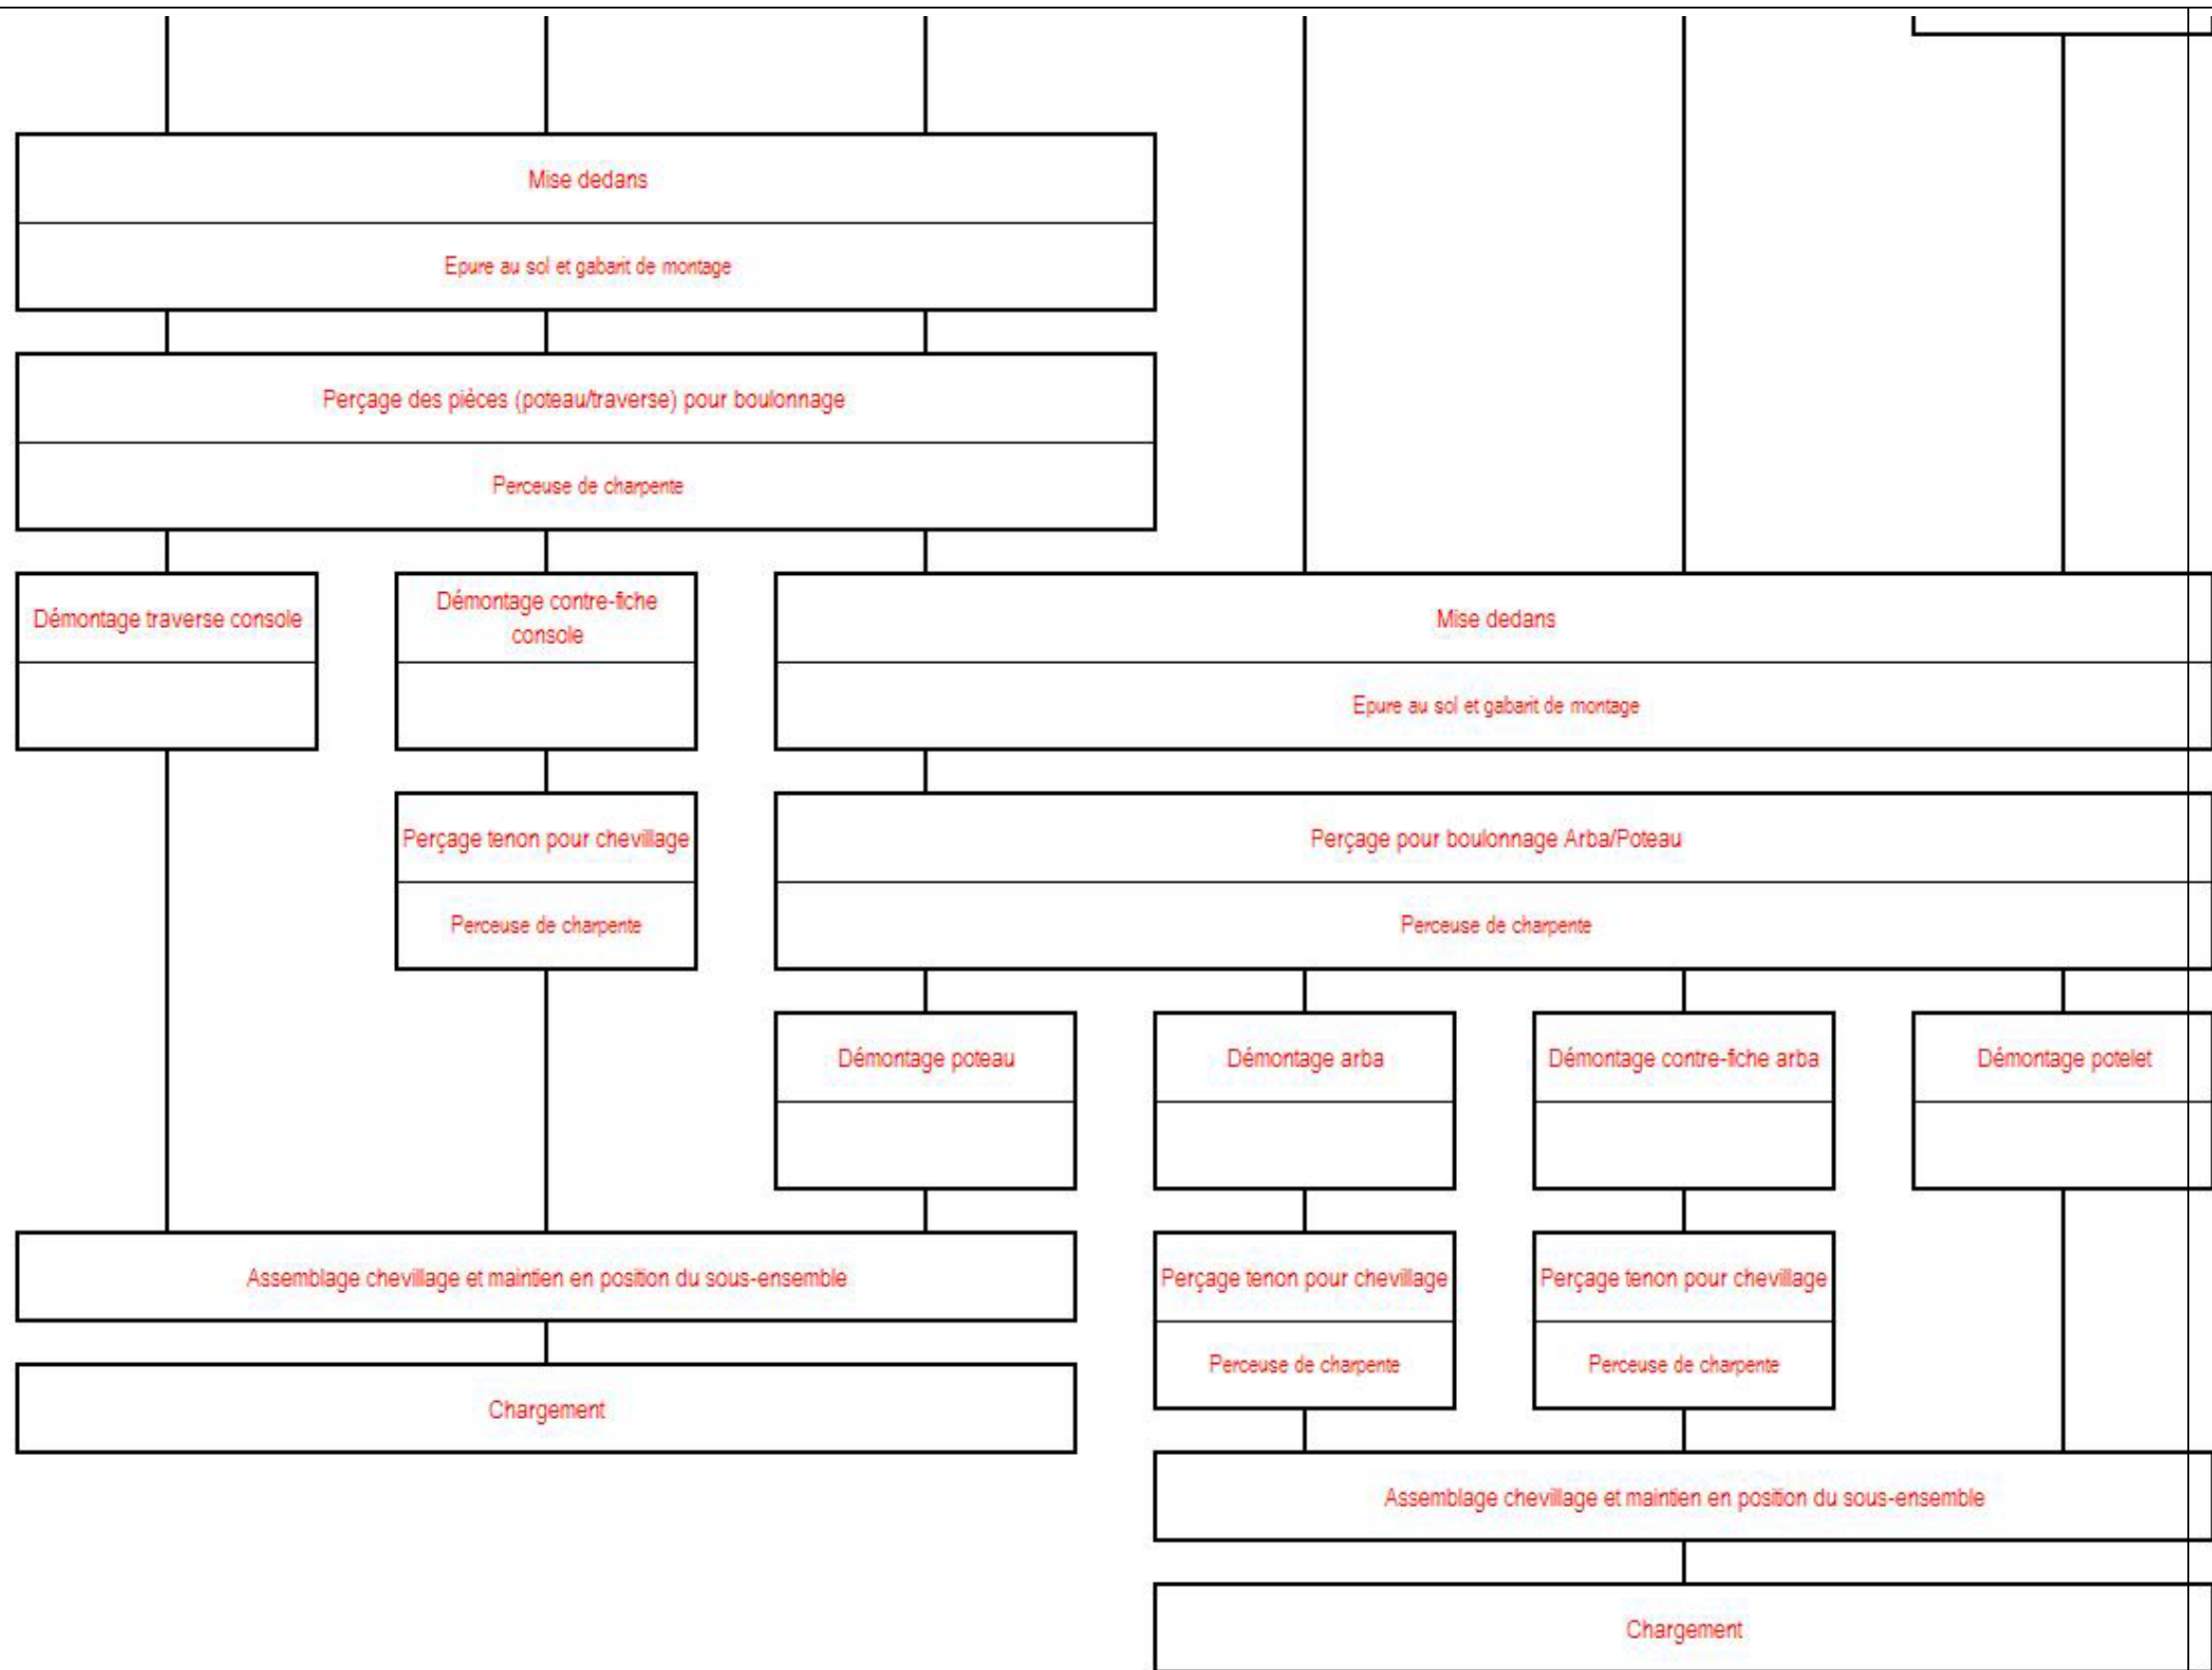 Mise dedans
Epure au sol et gabarit de montage
Perçage des pièces (poteau/traverse) pour boulonnage
Perceuse de charpente
Démontage traverse console
Démontage contre-fiche
console
Mise dedans
Epure au sol et gabarit de montage
Perçage tenon pour chevillage
Perceuse de charpente
Perçage pour boulonnage Arba/Poteau
Perceuse de charpente
Démontage poteau
Démontage arba
Démontage contre-fiche arba
Démontage potelet
Assemblage chevillage et maintien en position du sous-ensemble
Perçage tenon pour chevillage
Perceuse de charpente
Perçage tenon pour chevillage
Perceuse de charpente
Chargement
Assemblage chevillage et maintien en position du sous-ensemble
Chargement